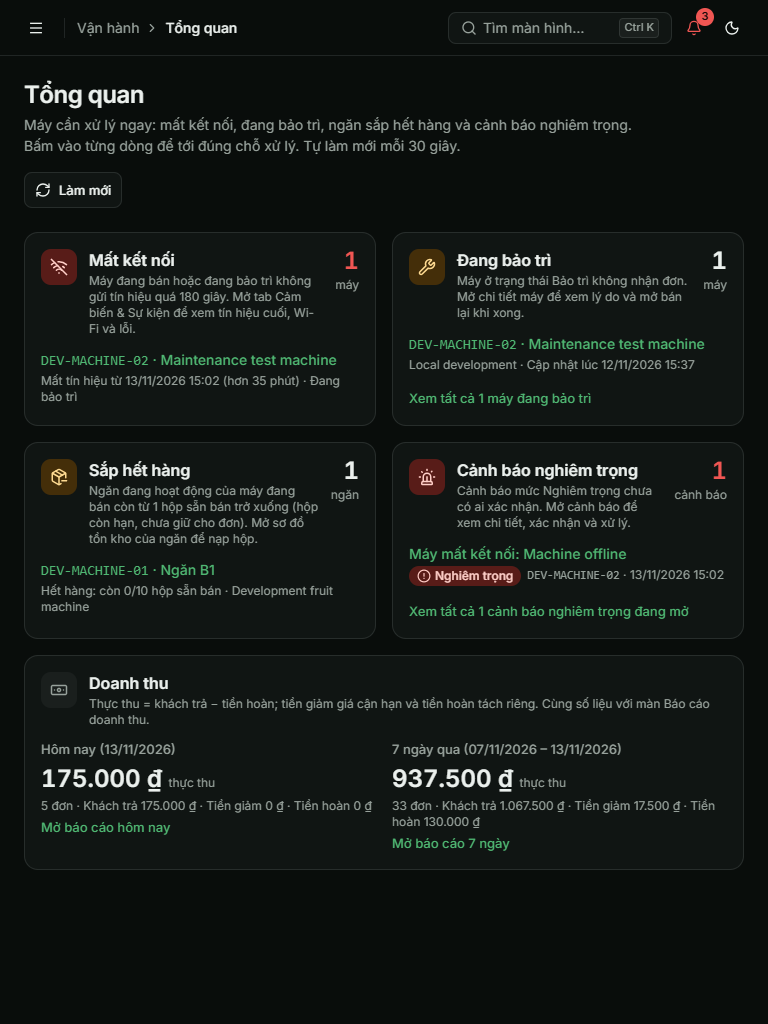 Vận hành > Tổng quan
Tìm màn hình...
Ctrl K
3
Tổng quan
Máy cần xử lý ngay: mất kết nối, đang bảo trì, ngăn sắp hết hàng và cảnh báo nghiêm trọng.
Bấm vào từng dòng để tới đúng chỗ xử lý. Tự làm mới mỗi 30 giây.
Làm mới
Mất kết nối
1
máy
Máy đang bán hoặc đang bảo trì không
gửi tín hiệu quá 180 giây. Mở tab Cảm
biến & Sự kiện để xem tín hiệu cuối, Wi-
Fi và lỗi.
DEV-MACHINE-02 · Maintenance test machine
Mất tín hiệu từ 13/11/2026 15:02 (hơn 35 phút) · Đang
bảo trì
Đang bảo trì
1
máy
Máy ở trạng thái Bảo trì không nhận đơn.
Mở chi tiết máy để xem lý do và mở bán
lại khi xong.
DEV-MACHINE-02 · Maintenance test machine
Local development · Cập nhật lúc 12/11/2026 15:37
Xem tất cả 1 máy đang bảo trì
Sắp hết hàng
1
ngăn
Ngăn đang hoạt động của máy đang
bán còn từ 1 hộp sẵn bán trở xuống (hộp
còn hạn, chưa giữ cho đơn). Mở sơ đồ
tồn kho của ngăn để nạp hộp.
DEV-MACHINE-01 · Ngăn B1
Hết hàng: còn 0/10 hộp sẵn bán · Development fruit
machine
Cảnh báo nghiêm trọng
1
cảnh báo
Cảnh báo mức Nghiêm trọng chưa
có ai xác nhận. Mở cảnh báo để
xem chi tiết, xác nhận và xử lý.
Máy mất kết nối: Machine offline
Nghiêm trọng DEV-MACHINE-02 · 13/11/2026 15:02
Xem tất cả 1 cảnh báo nghiêm trọng đang mở
Doanh thu
Thực thu = khách trả − tiền hoàn; tiền giảm giá cận hạn và tiền hoàn tách riêng. Cùng số liệu với màn Báo cáo
doanh thu.
Hôm nay (13/11/2026)
175.000 ₫ thực thu
5 đơn · Khách trả 175.000 ₫ · Tiền giảm 0 ₫ · Tiền hoàn 0 ₫
Mở báo cáo hôm nay
7 ngày qua (07/11/2026 – 13/11/2026)
937.500 ₫ thực thu
33 đơn · Khách trả 1.067.500 ₫ · Tiền giảm 17.500 ₫ · Tiền
hoàn 130.000 ₫
Mở báo cáo 7 ngày